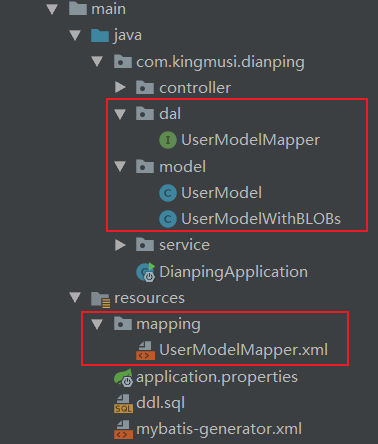 main
java
com.kingmusi.dianping
controller
dal
UserModelMapper
model
UserModel
UserModelWithBLOBs
service
DianpingApplication
resources
mapping
UserModelMapper.xml
application.properties
ddl.sql
mybatis-generator.xml